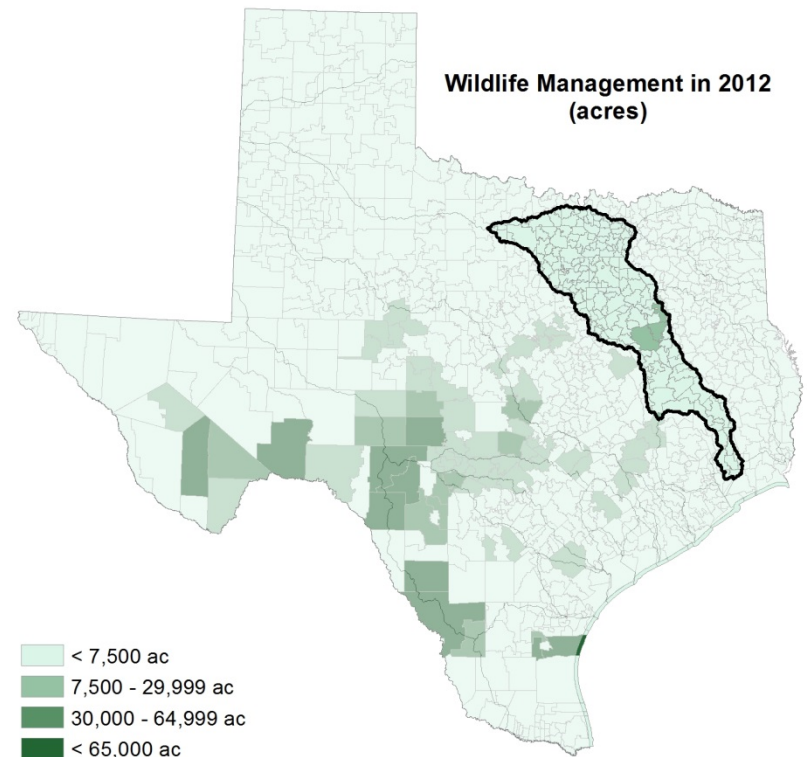 Wildlife Management in 2012
(acres)
< 7,500 ac
7,500 - 29,999 ac
30,000 - 64,999 ac
< 65,000 ac